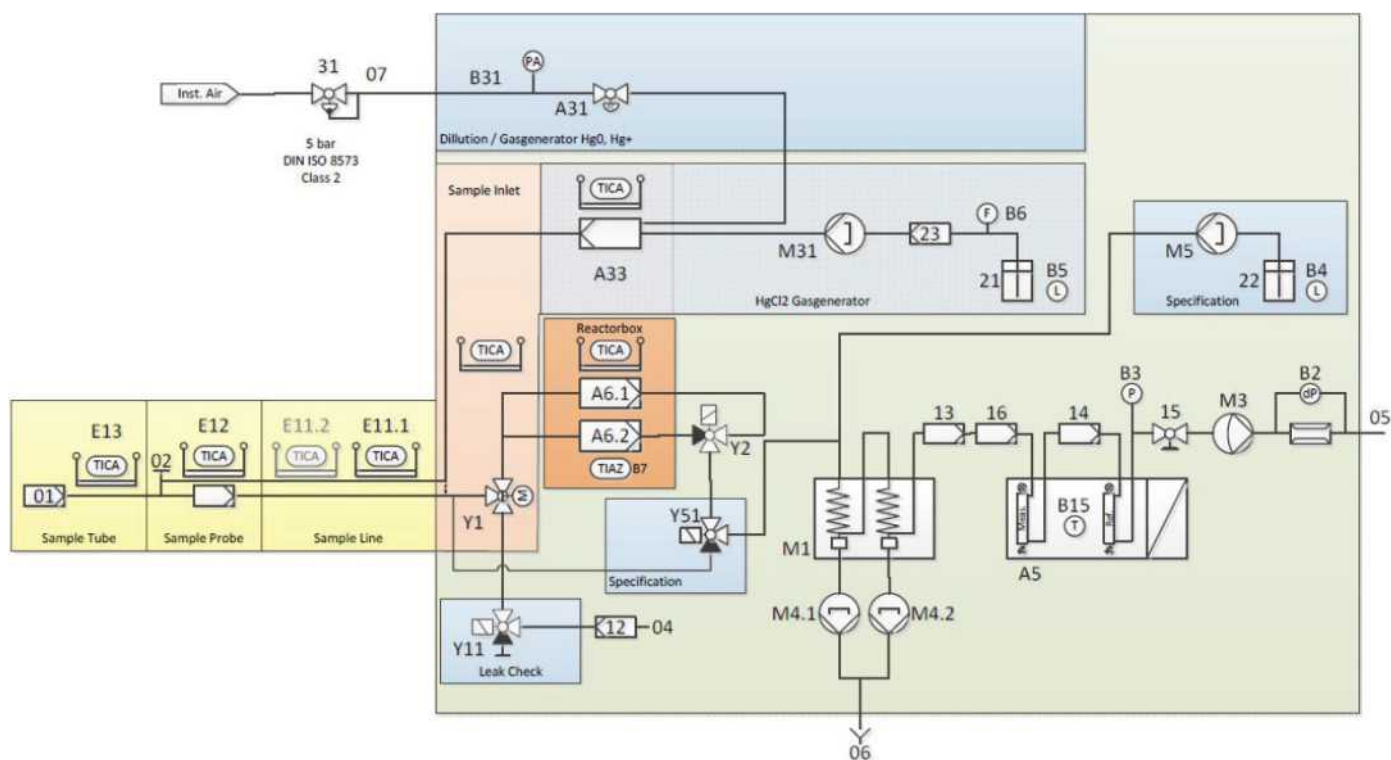 31
07
Inst. Air
5 bar
DIN ISO 8573
Class 2
B31
PA
A31
Dillution / Gasgenerator Hg0, Hg+
Sample Inlet
TICA
A33
M31
23
F
B6
21
B5
L
HgCl2 Gasgenerator
M5
22
B4
L
Specification
TICA
Reactorbox
TICA
A6.1
A6.2
TIAZ B7
Y2
E13
TICA
01
Sample Tube
02
E12
TICA
Sample Probe
E11.2
TICA
E11.1
TICA
Sample Line
Y1
M
Y51
Specification
Y11
Leak Check
12
04
M1
M4.1
M4.2
06
13
16
14
B3
P
15
M3
B2
dP
05
Meas.
B15
T
Ref
A5